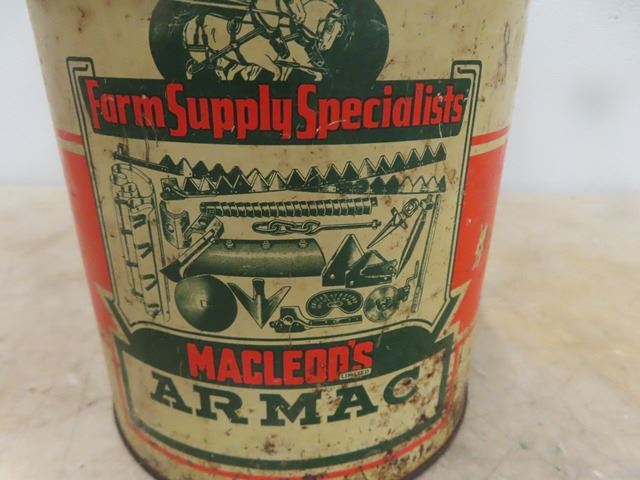 Farm Supply Specialists
MACLEOD'S
LIMITED
ARMAC